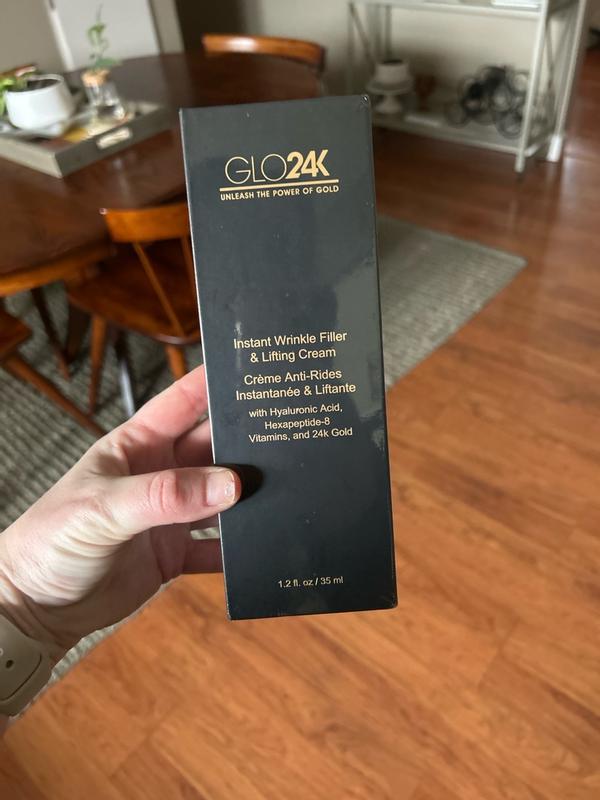 GLO24K
UNLEASH THE POWER OF GOLD
Instant Wrinkle Filler
& Lifting Cream
Crème Anti-Rides
Instantanée & Liftante
with Hyaluronic Acid,
Hexapeptide-8
Vitamins, and 24k Gold
1.2 fl. oz / 35 ml